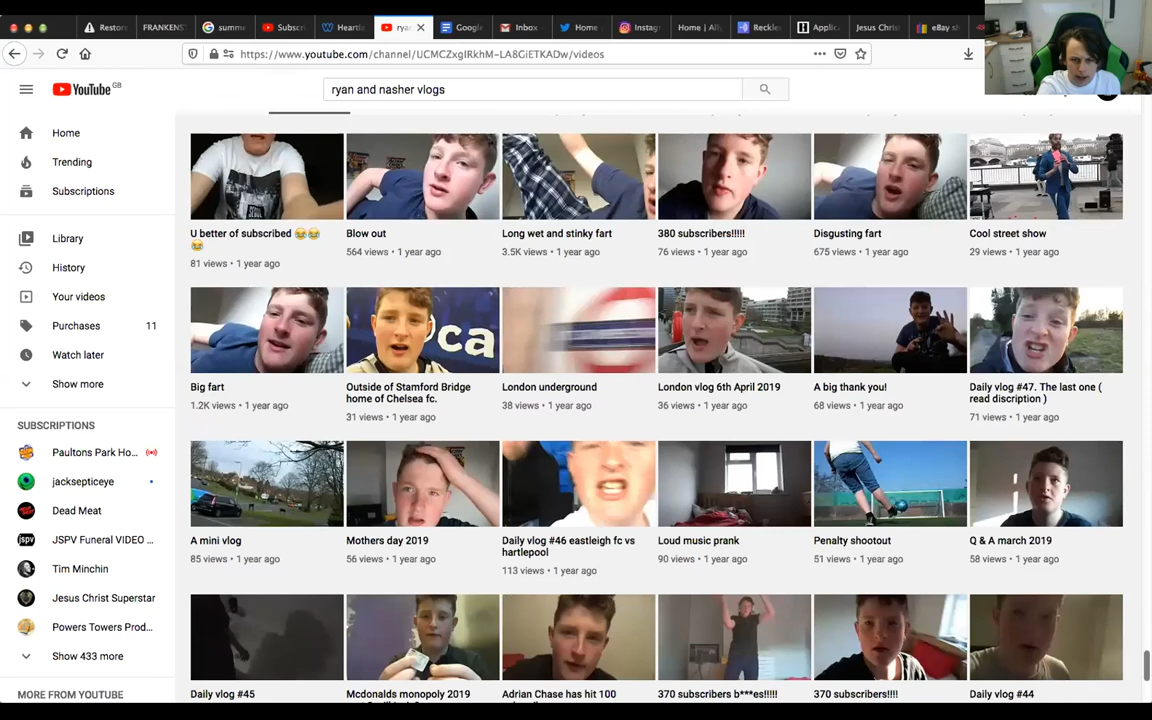 Restore
FRANKENS
summe
Subscri
Heartla
rya
Google
Inbox
Home
Instag
Home | Al
Reckles
Applic
Jesus Christ
eBay sh
https://www.youtube.com/channel/UCMCZxgIRkhM-LA8GiETKADw/videos
YouTube GB
ryan and nasher vlogs
Home
Trending
Subscriptions
Library
History
Your videos
Purchases 11
Watch later
Show more
SUBSCRIPTIONS
Paultons Park Ho...
jacksepticeye
Dead Meat
JSPV Funeral VIDEO ...
Tim Minchin
Jesus Christ Superstar
Powers Towers Prod...
Show 433 more
MORE FROM YOUTUBE
U better of subscribed 😂😂
😂
81 views • 1 year ago
Blow out
564 views • 1 year ago
Long wet and stinky fart
3.5K views • 1 year ago
380 subscribers!!!!!
76 views • 1 year ago
Disgusting fart
675 views • 1 year ago
Cool street show
29 views • 1 year ago
Big fart
1.2K views • 1 year ago
ca
Outside of Stamford Bridge
home of Chelsea fc.
31 views • 1 year ago
London underground
38 views • 1 year ago
London vlog 6th April 2019
36 views • 1 year ago
A big thank you!
68 views • 1 year ago
Daily vlog #47. The last one (
read discription )
71 views • 1 year ago
A mini vlog
85 views • 1 year ago
Mothers day 2019
56 views • 1 year ago
Daily vlog #46 eastleigh fc vs
hartlepool
113 views • 1 year ago
Loud music prank
90 views • 1 year ago
Penalty shootout
51 views • 1 year ago
Q & A march 2019
58 views • 1 year ago
Daily vlog #45
Mcdonalds monopoly 2019
Adrian Chase has hit 100
370 subscribers b***es!!!!!
370 subscribers!!!!
Daily vlog #44